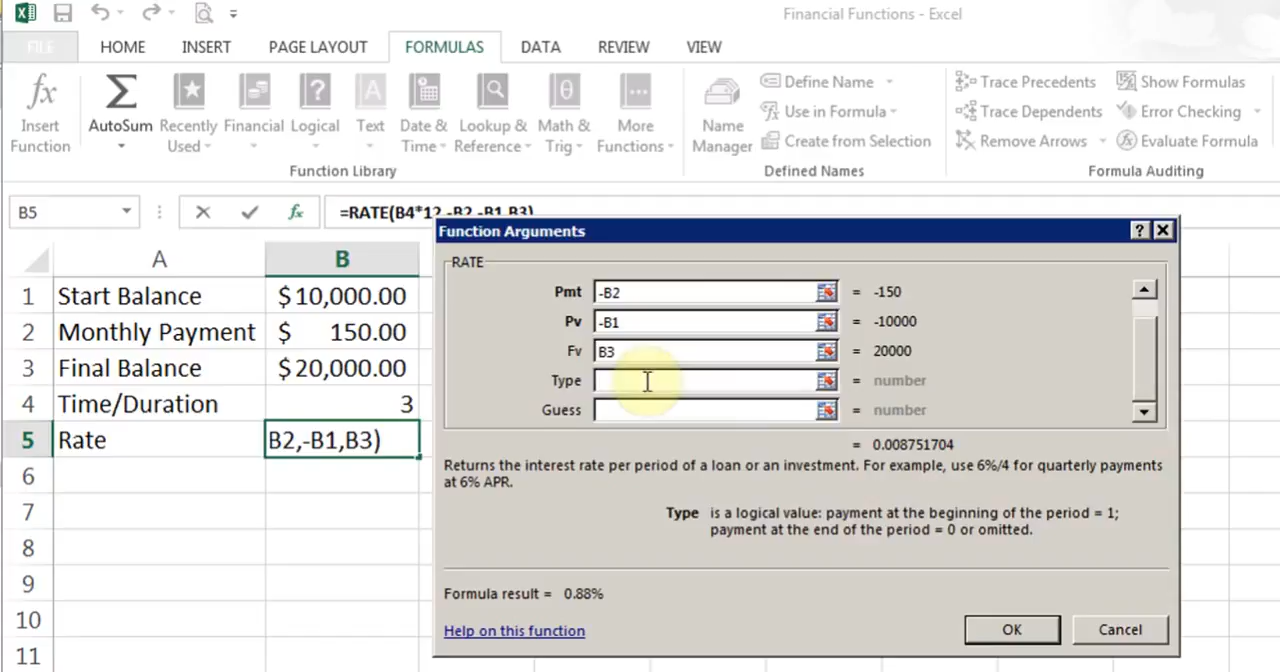 Financial Functions - Excel
FILE HOME INSERT PAGE LAYOUT FORMULAS DATA REVIEW VIEW
Insert Function
AutoSum
Recently Used
Financial
Logical
Text
Date & Time
Lookup & Reference
Math & Trig
More Functions
Function Library
Name Manager
Define Name
Use in Formula
Create from Selection
Defined Names
Trace Precedents
Trace Dependents
Remove Arrows
Show Formulas
Error Checking
Evaluate Formula
Formula Auditing
B5 fx =RATE(B4*12,-B2,-B1,B3)
A B
1 Start Balance $10,000.00
2 Monthly Payment $ 150.00
3 Final Balance $20,000.00
4 Time/Duration 3
5 Rate B2,-B1,B3)
6
7
8
9
10
11
Function Arguments
RATE
Pmt -B2 = -150
Pv -B1 = -10000
Fv B3 = 20000
Type = number
Guess = number
= 0.008751704
Returns the interest rate per period of a loan or an investment. For example, use 6%/4 for quarterly payments
at 6% APR.
Type is a logical value: payment at the beginning of the period = 1;
payment at the end of the period = 0 or omitted.
Formula result = 0.88%
Help on this function
OK Cancel